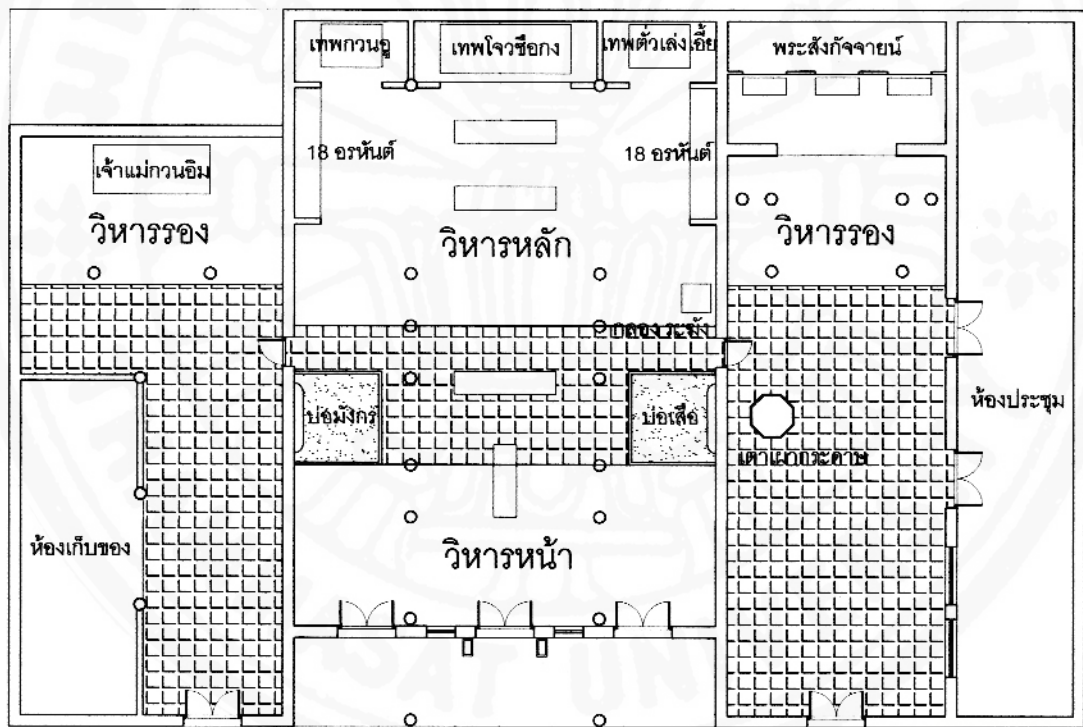 เทพกวนอู
เทพโจวซือกง
เทพตั่วเล่งเอี้ย
พระสังกัจจายน์
18 อรหันต์
18 อรหันต์
เจ้าแม่กวนอิม
วิหารรอง
วิหารหลัก
วิหารรอง
กลอง ระฆัง
บ่อมังกร
บ่อเสือ
ห้องประชุม
เตาเผากระดาษ
ห้องเก็บของ
วิหารหน้า